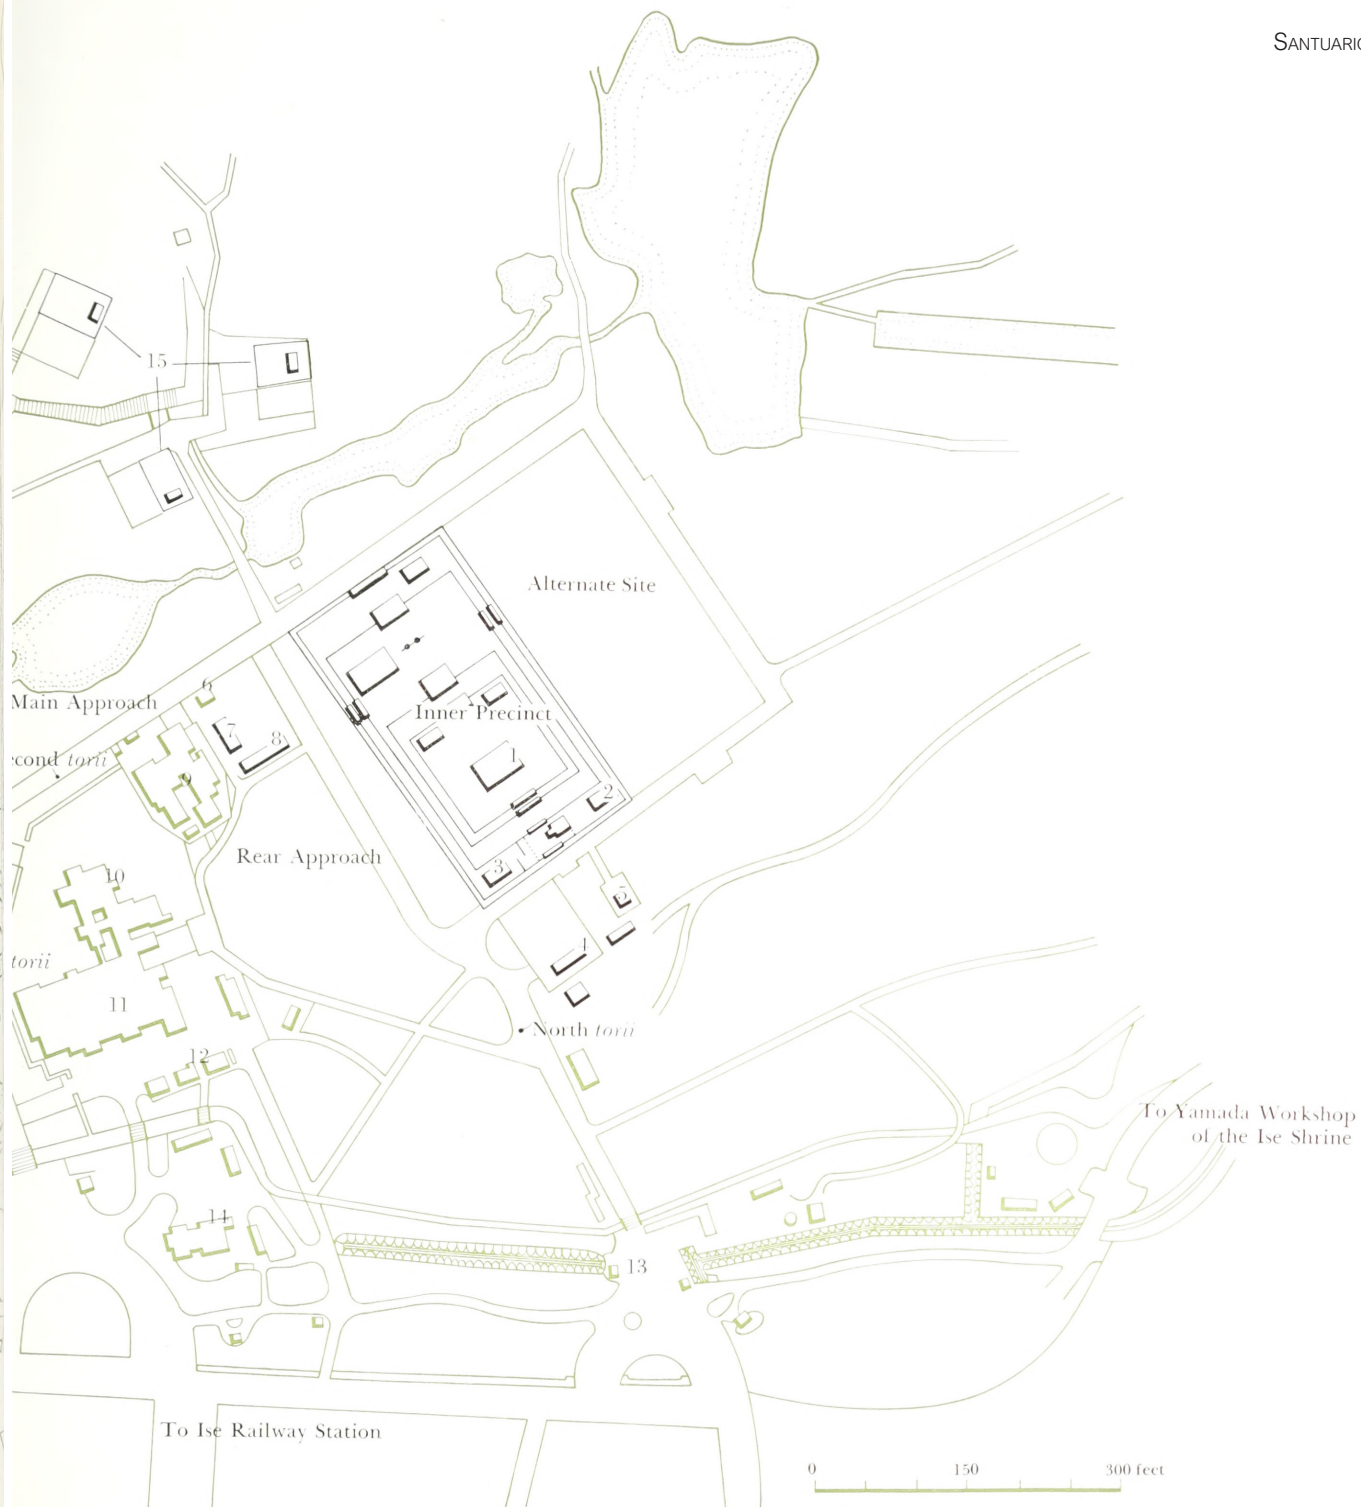 SANTUARIO
15
Alternate Site
6
Main Approach
Inner Precinct
7
8
1
econd torii
9
2
Rear Approach
3
10
5
4
torii
11
North torii
12
To Yamada Workshop
of the Ise Shrine
14
13
To Ise Railway Station
0 150 300 feet